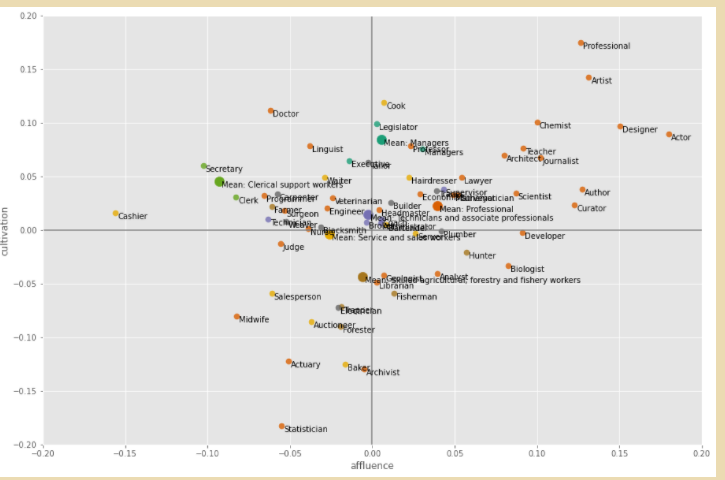 0.20
Professional
Artist
0.15
Cook
Doctor
Legislator
Chemist
Designer
0.10
Actor
Mean: Managers
Linguist
Professor
Managers
Teacher
Architect
Journalist
Executive
Secretary
0.05
Waiter
Hairdresser
Lawyer
Mean: Clerical support workers
Author
Supervisor
Scientist
Clerk
Programmer
Carpenter
Veterinarian
Builder
Curator
Mean: Professional
Farmer
Surgeon
Engineer
Headmaster
Cashier
Mean: Technicians and associate professionals
Technician
Weaver
Blacksmith
0.00
Plumber
Developer
Mean: Service and sales workers
Judge
Hunter
Biologist
Analyst
−0.05
Librarian
Salesperson
Fisherman
Electrician
Midwife
Auctioneer
Forester
−0.10
Actuary
Baker
Archivist
−0.15
Statistician
−0.20
−0.20 −0.15 −0.10 −0.05 0.00 0.05 0.10 0.15 0.20
affluence
cultivation